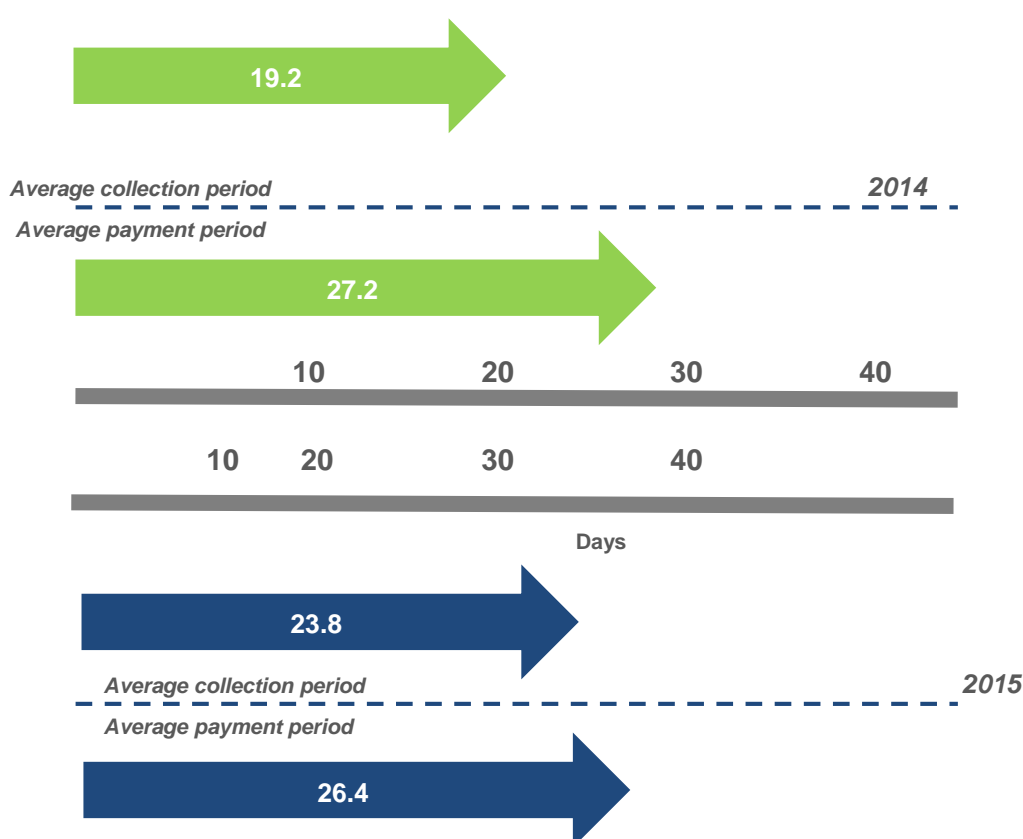 19.2
Average collection period
2014
Average payment period
27.2
10 20 30 40
10 20 30 40
Days
23.8
Average collection period
2015
Average payment period
26.4